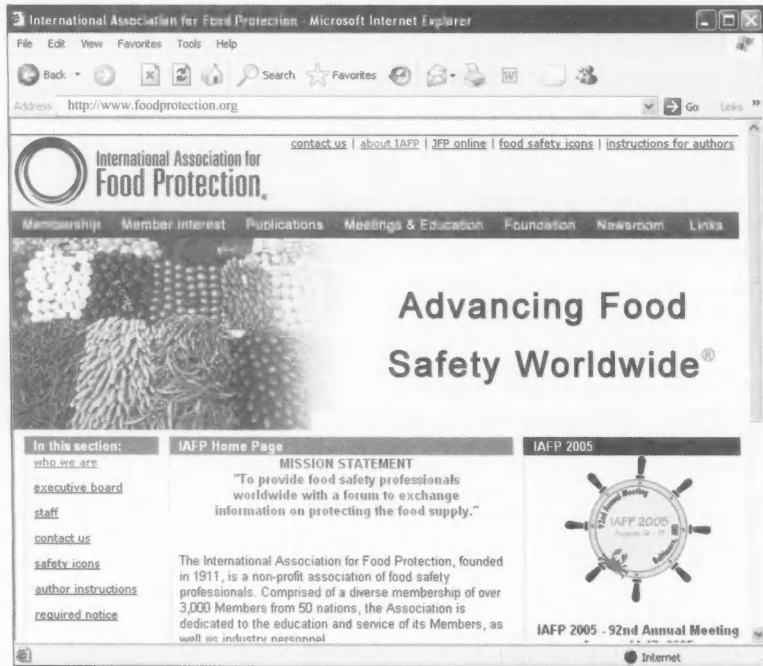 International Association for Food Protection - Microsoft Internet Explorer
File Edit View Favorites Tools Help
Back Search Favorites
Address http://www.foodprotection.org Go Links »
contact us | about IAFP | JFP online | food safety icons | instructions for authors
International Association for
Food Protection.
Membership Member Interest Publications Meetings & Education Foundation Newsroom Links
Advancing Food
Safety Worldwide®
In this section:
who we are
executive board
staff
contact us
safety icons
author instructions
required notice
IAFP Home Page
MISSION STATEMENT
"To provide food safety professionals
worldwide with a forum to exchange
information on protecting the food supply."
The International Association for Food Protection, founded
in 1911, is a non-profit association of food safety
professionals. Comprised of a diverse membership of over
3,000 Members from 50 nations, the Association is
dedicated to the education and service of its Members, as
well as industry personnel
IAFP 2005
92nd Annual Meeting
IAFP 2005
IAFP 2005 - 92nd Annual Meeting
Internet